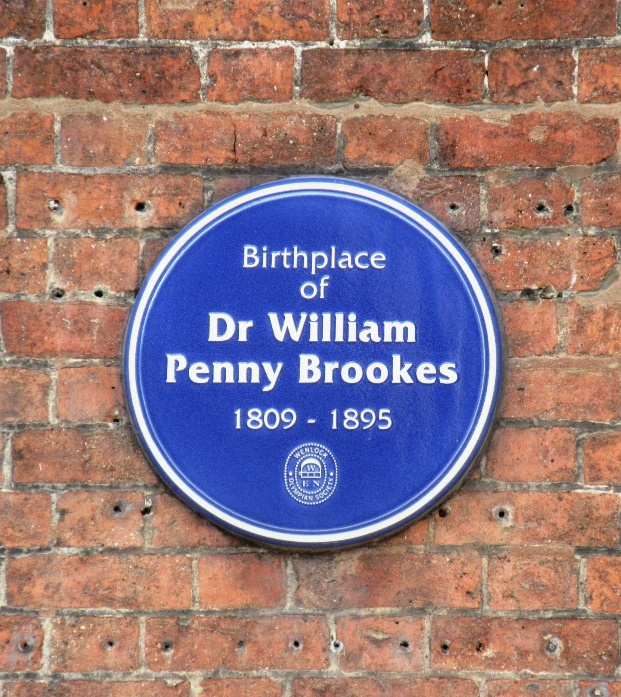 Birthplace
of
Dr William
Penny Brookes
1809 - 1895
WENLOCK
W
E N
OLYMPIAN SOCIETY